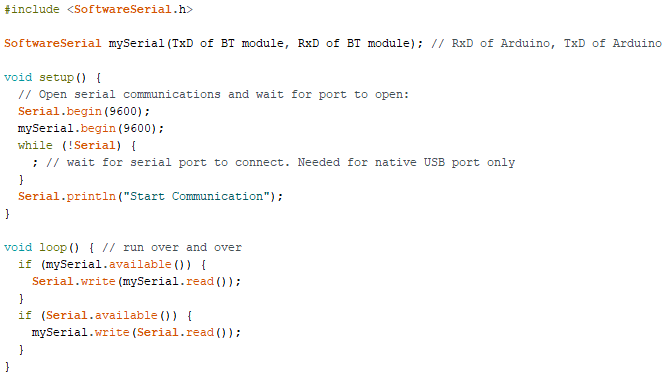 #include <SoftwareSerial.h>
SoftwareSerial mySerial(TxD of BT module, RxD of BT module); // RxD of Arduino, TxD of Arduino
void setup() {
  // Open serial communications and wait for port to open:
  Serial.begin(9600);
  mySerial.begin(9600);
  while (!Serial) {
    ; // wait for serial port to connect. Needed for native USB port only
  }
  Serial.println("Start Communication");
}
void loop() { // run over and over
  if (mySerial.available()) {
    Serial.write(mySerial.read());
  }
  if (Serial.available()) {
    mySerial.write(Serial.read());
  }
}